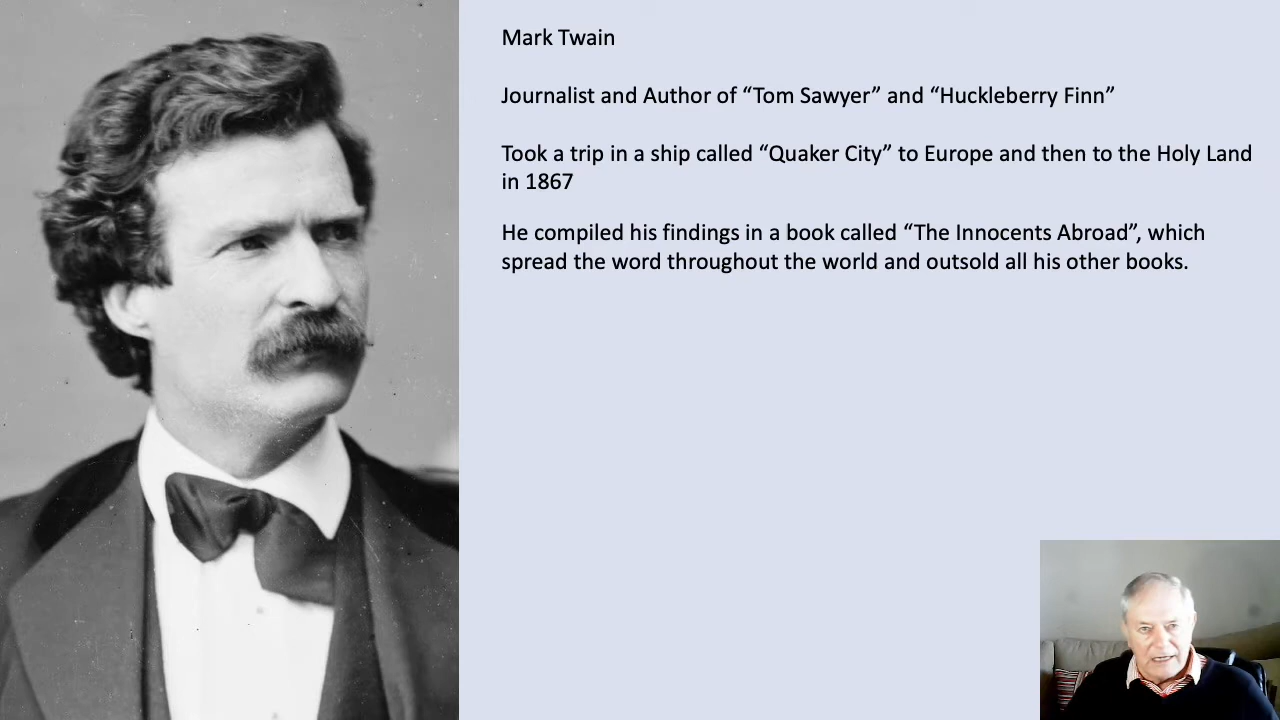 Mark Twain
Journalist and Author of “Tom Sawyer” and “Huckleberry Finn”
Took a trip in a ship called “Quaker City” to Europe and then to the Holy Land
in 1867
He compiled his findings in a book called “The Innocents Abroad”, which
spread the word throughout the world and outsold all his other books.